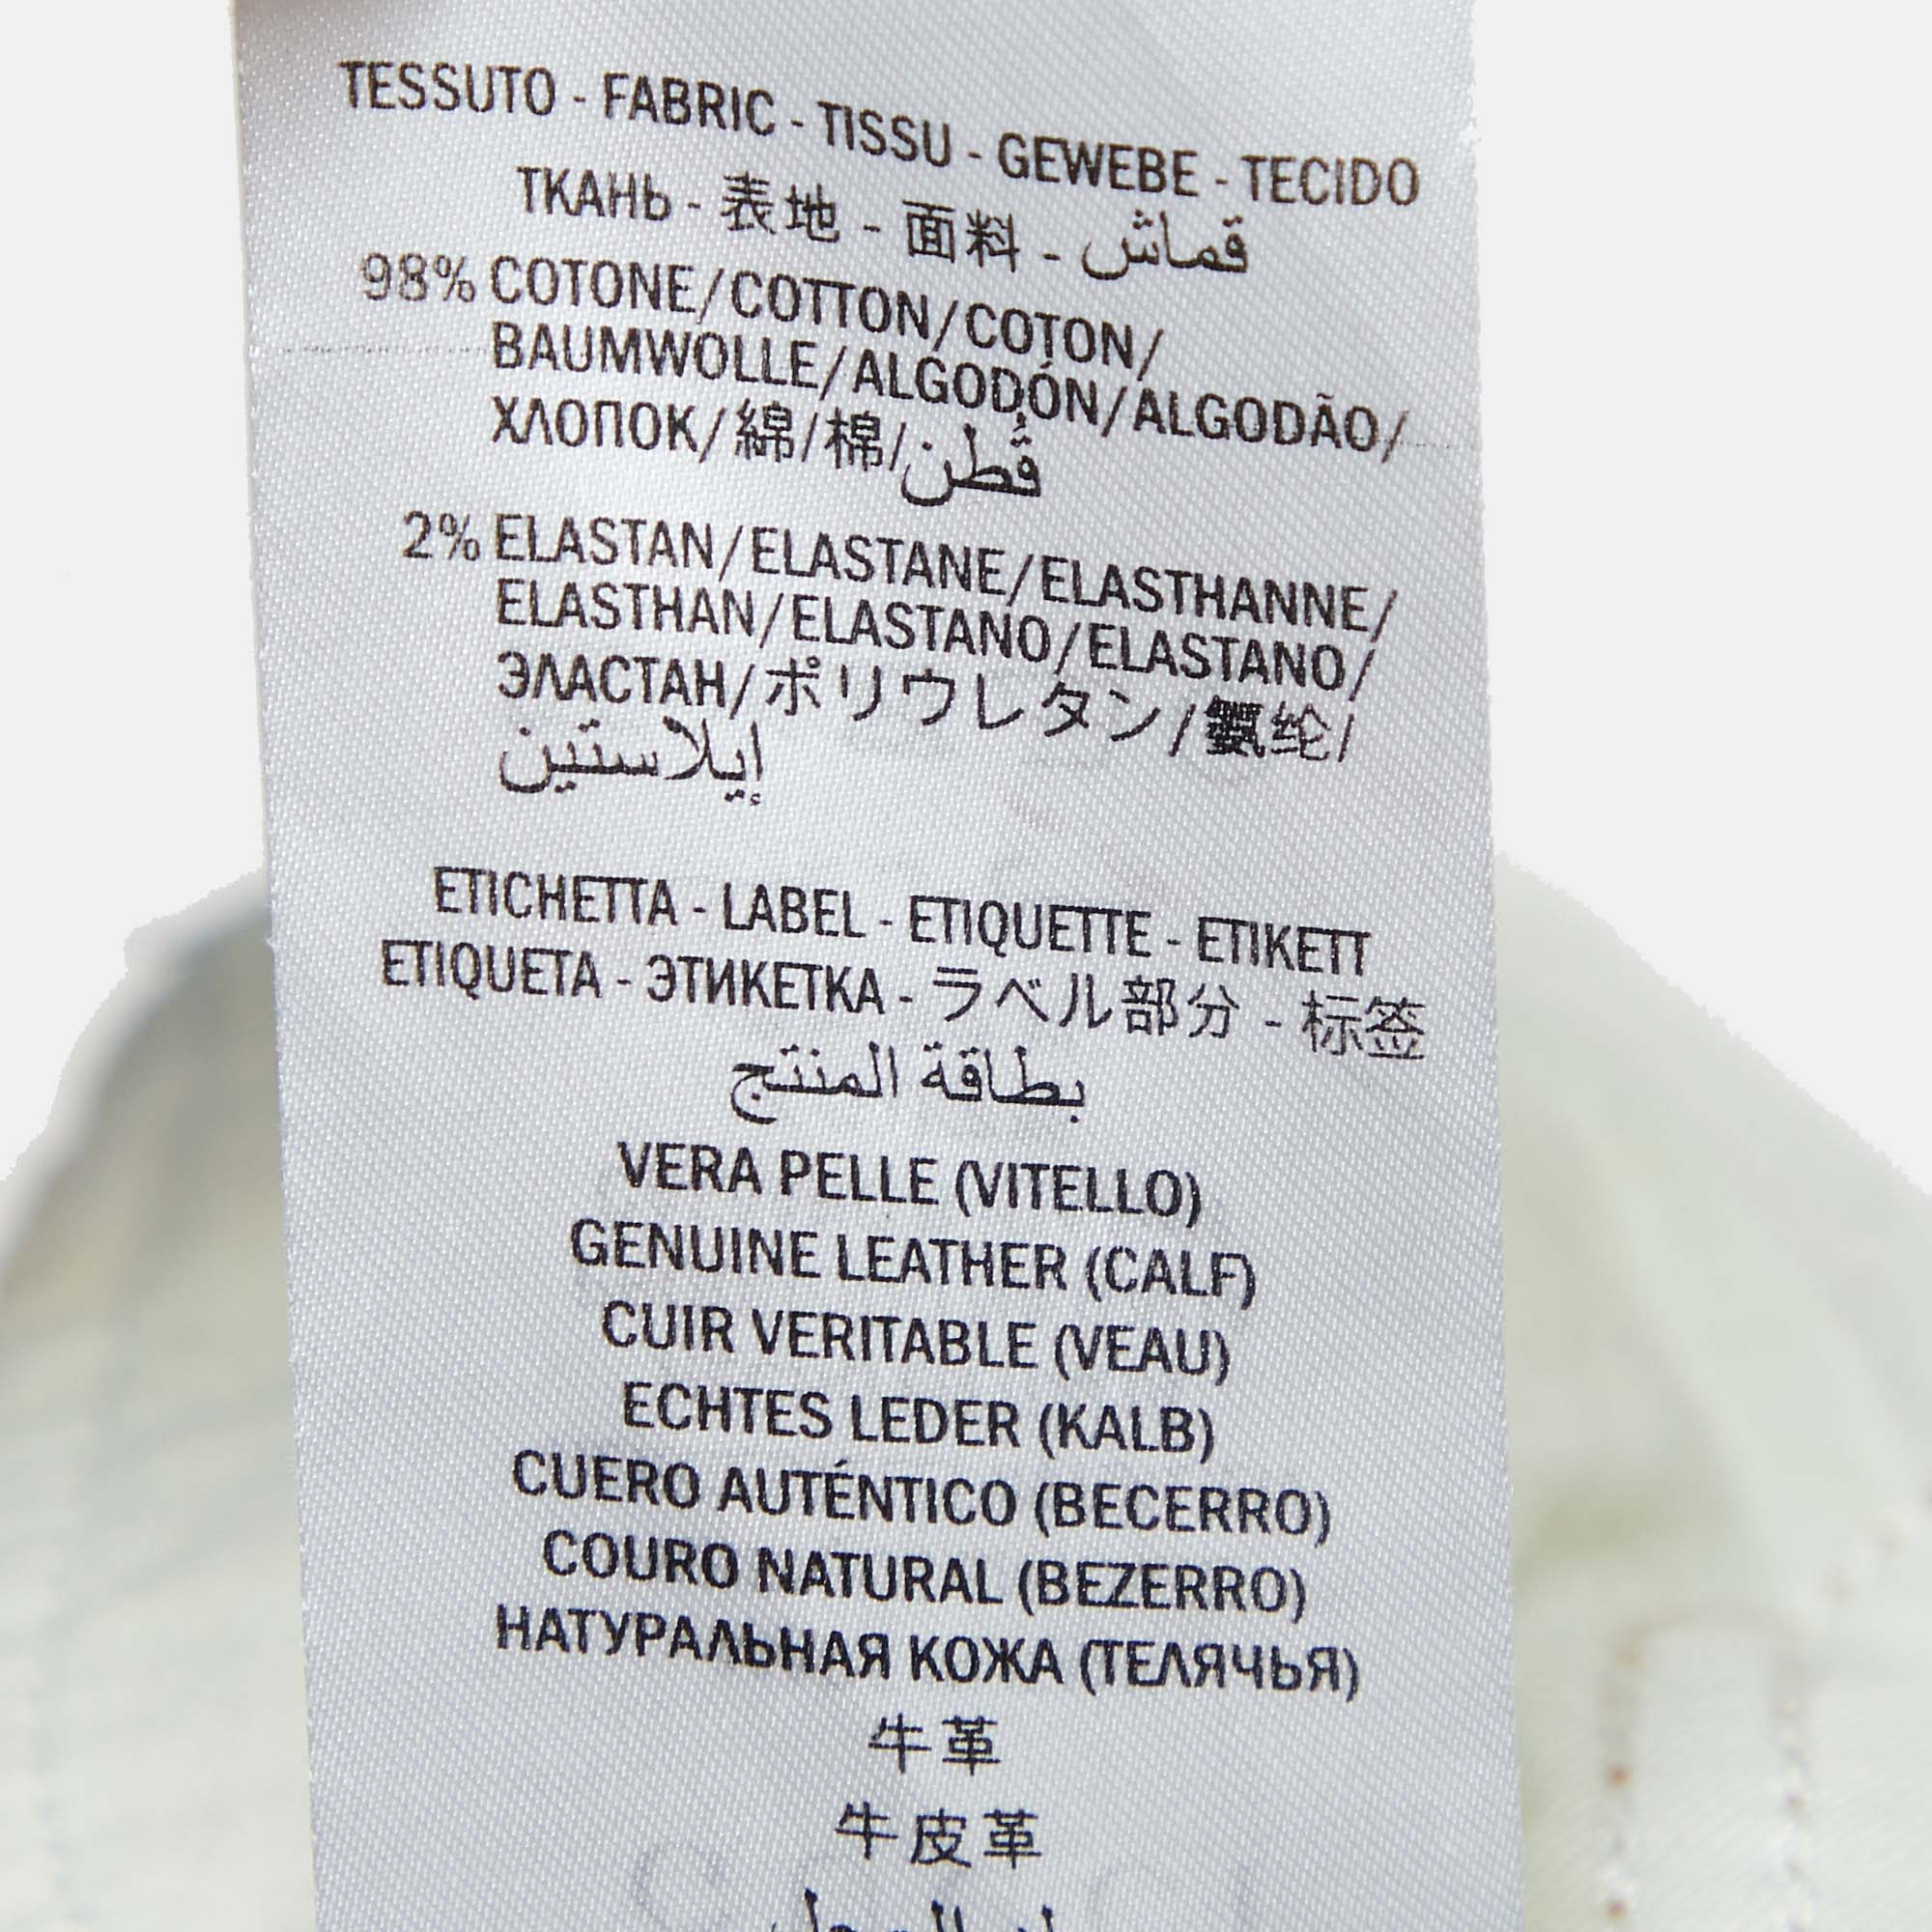 TESSUTO - FABRIC - TISSU - GEWEBE - TECIDO
ТКАНЬ - 表地 - 面料 - قماش
98% COTONE/COTTON/COTON/
BAUMWOLLE/ALGODÓN/ALGODÃO/
ХЛОПОК/綿/棉/قُطن
2% ELASTAN/ELASTANE/ELASTHANNE/
ELASTHAN/ELASTANO/ELASTANO/
ЭЛАСТАН/ポリウレタン/氨纶/
إيلاستين
ETICHETTA - LABEL - ETIQUETTE - ETIKETT
ETIQUETA - ЭТИКЕТКА - ラベル部分 - 标签
بطاقة المنتج
VERA PELLE (VITELLO)
GENUINE LEATHER (CALF)
CUIR VERITABLE (VEAU)
ECHTES LEDER (KALB)
CUERO AUTÉNTICO (BECERRO)
COURO NATURAL (BEZERRO)
НАТУРАЛЬНАЯ КОЖА (ТЕЛЯЧЬЯ)
牛革
牛皮革